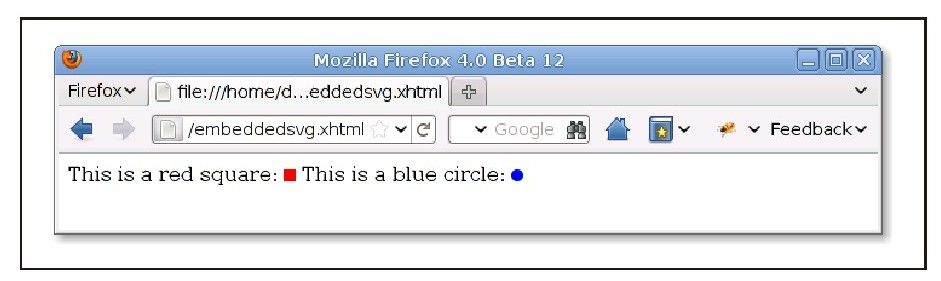 Mozilla Firefox 4.0 Beta 12
Firefox
file:///home/d...eddedsvg.xhtml
/embeddedsvg.xhtml Google Feedback
This is a red square: This is a blue circle: